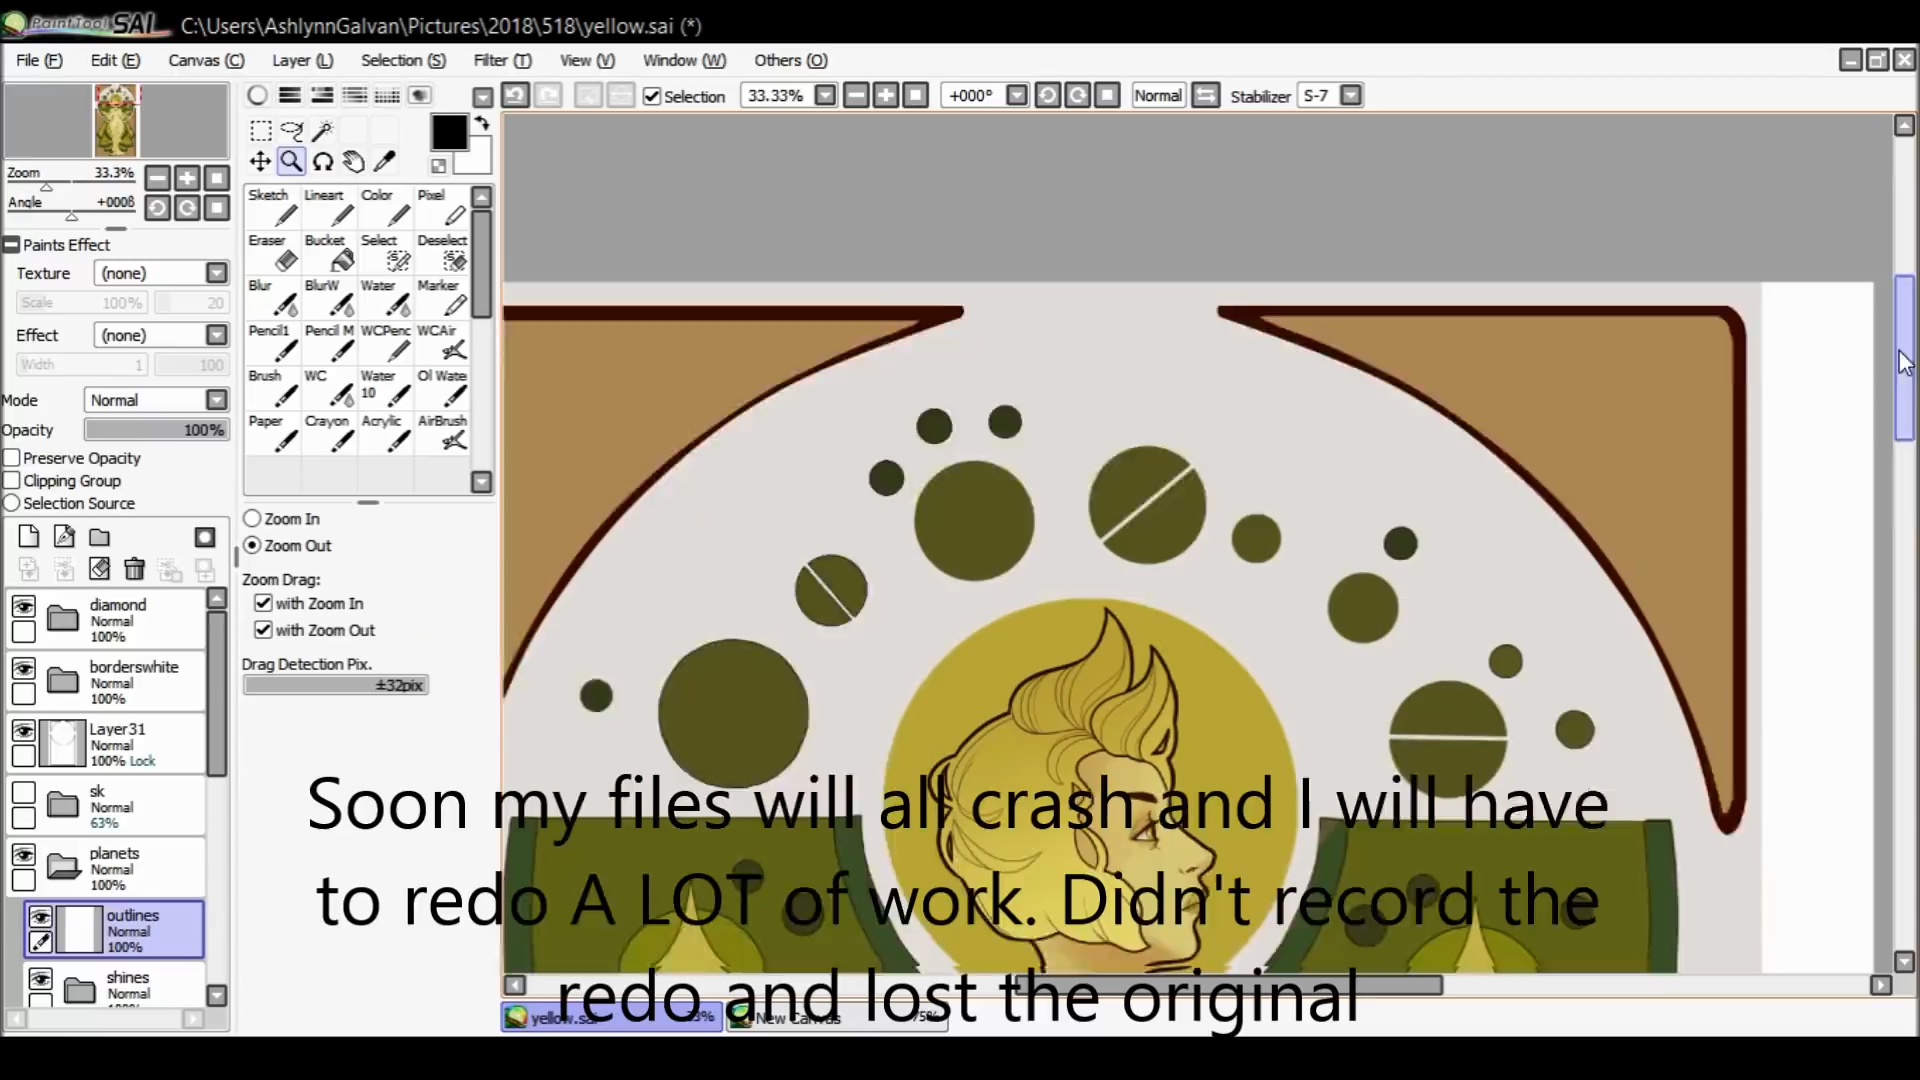 PaintTool SAI C:\Users\AshlynnGalvan\Pictures\2018\518\yellow.sai (*)
File (F) Edit (E) Canvas (C) Layer (L) Selection (S) Filter (T) View (V) Window (W) Others (O)
Selection 33.33% +000° Normal Stabilizer S-7
Zoom 33.3%
Angle +000ß
Paints Effect
Texture (none)
Scale 100% 20
Effect (none)
Width 1 100
Mode Normal
Opacity 100%
Preserve Opacity
Clipping Group
Selection Source
diamond
Normal
100%
borderswhite
Normal
100%
Layer31
Normal
100% Lock
sk
Normal
63%
planets
Normal
100%
outlines
Normal
100%
shines
Normal
Sketch Lineart Color Pixel
Eraser Bucket Select Deselect
Blur BlurW Water Marker
Pencil1 Pencil M WCPenc WCAir
Brush WC Water 10 Ol Wate
Paper Crayon Acrylic AirBrush
Zoom In
Zoom Out
Zoom Drag:
with Zoom In
with Zoom Out
Drag Detection Pix.
±32pix
Soon my files will all crash and I will have
to redo A LOT of work. Didn't record the
redo and lost the original
yellow.sai 33% New Canvas 75%